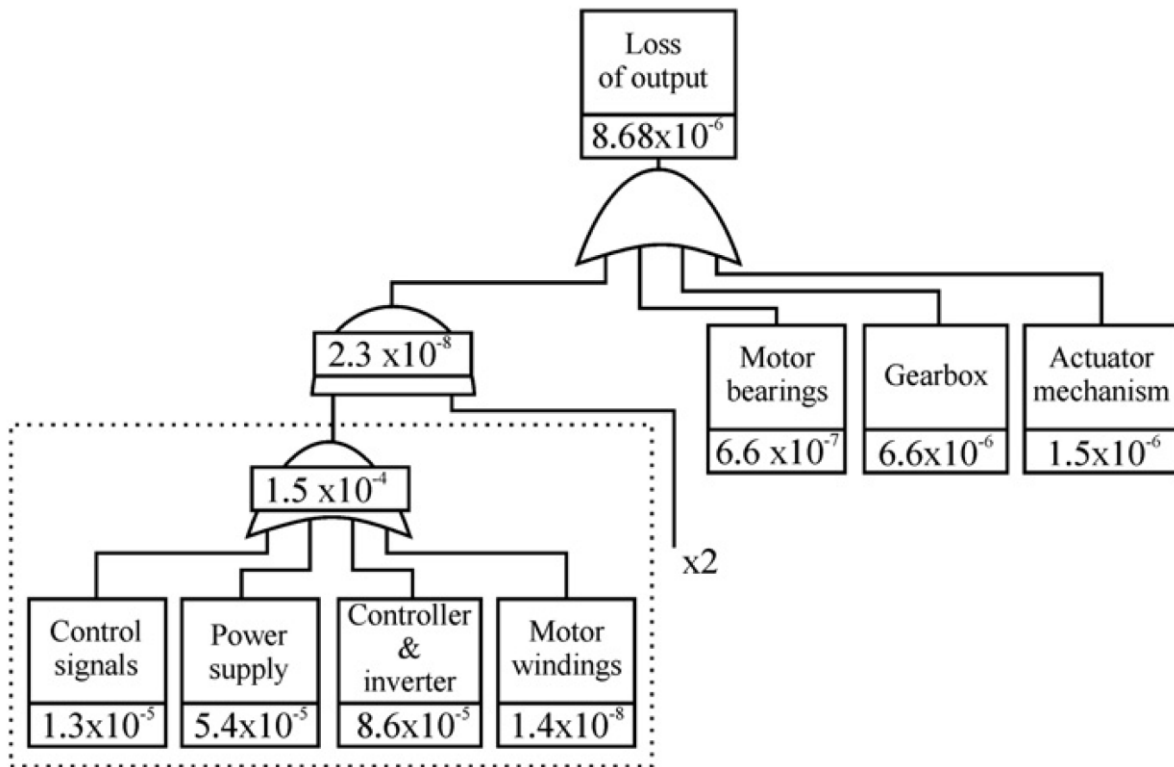 Loss
of output
8.68x10⁻⁶
2.3 x10⁻⁸
Motor
bearings
6.6 x10⁻⁷
Gearbox
6.6x10⁻⁶
Actuator
mechanism
1.5x10⁻⁶
1.5 x10⁻⁴
x2
Control
signals
1.3x10⁻⁵
Power
supply
5.4x10⁻⁵
Controller
&
inverter
8.6x10⁻⁵
Motor
windings
1.4x10⁻⁸